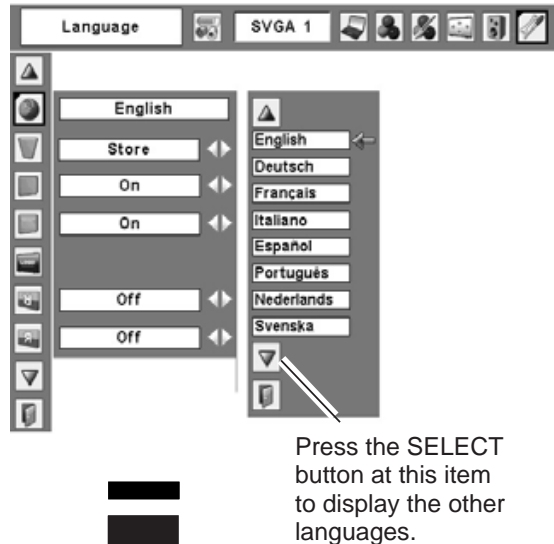 Language SVGA 1
English
Store
On
On
Off
Off
English
Deutsch
Français
Italiano
Español
Português
Nederlands
Svenska
Press the SELECT
button at this item
to display the other
languages.